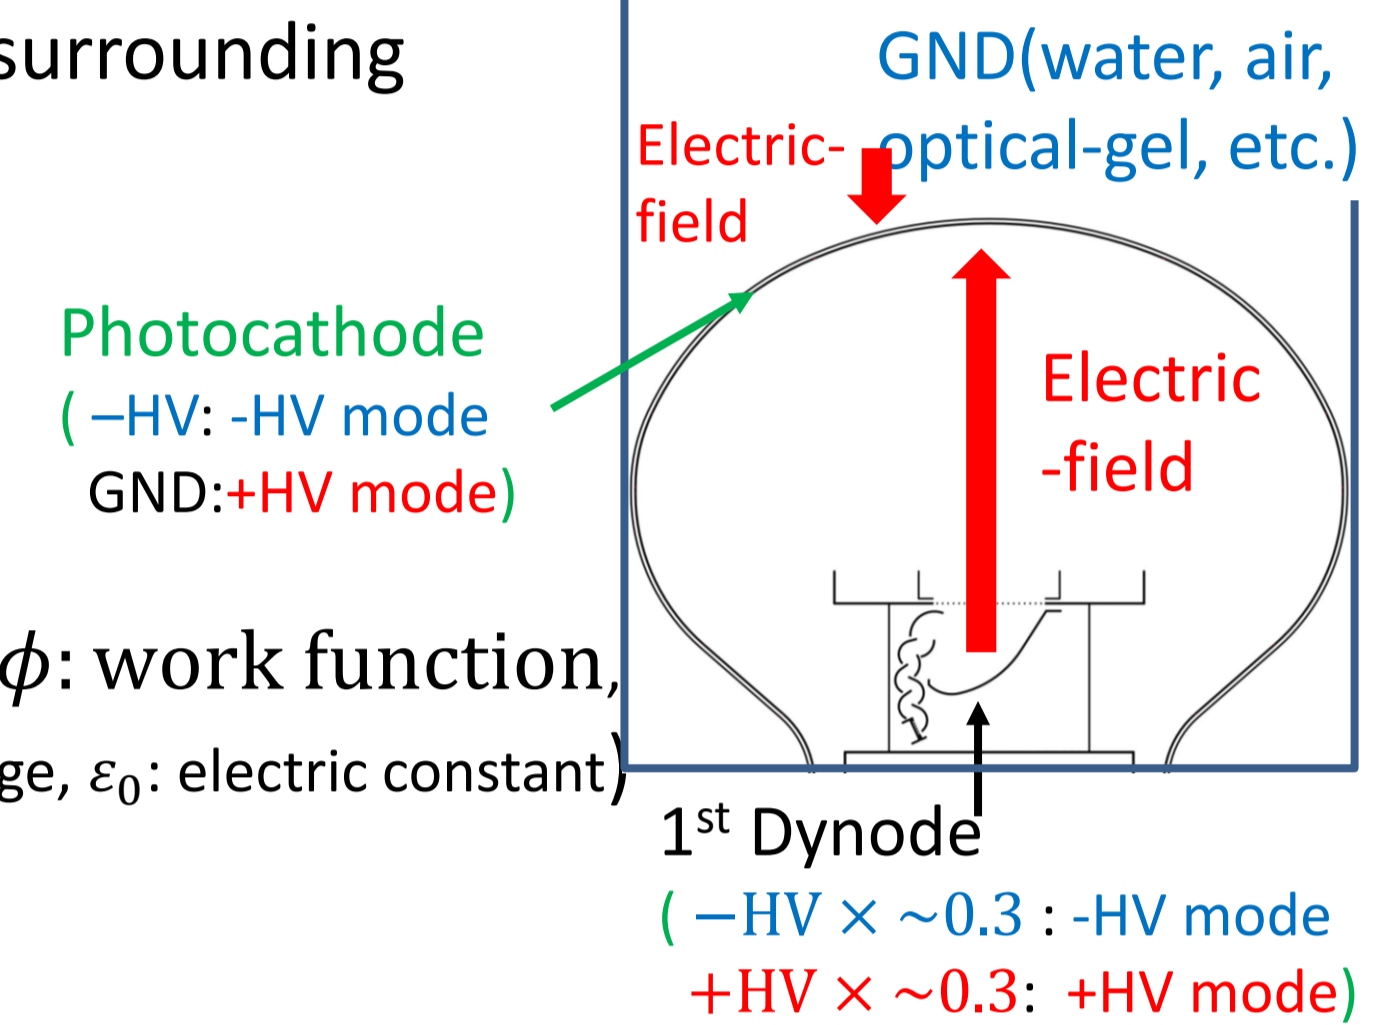 surrounding
GND(water, air,
optical-gel, etc.)
Electric-
field
Photocathode
( −HV: -HV mode
GND:+HV mode)
Electric
-field
ϕ: work function,
ge, ε₀: electric constant)
1ˢᵗ Dynode
( −HV × ~0.3 : -HV mode
+HV × ~0.3: +HV mode)